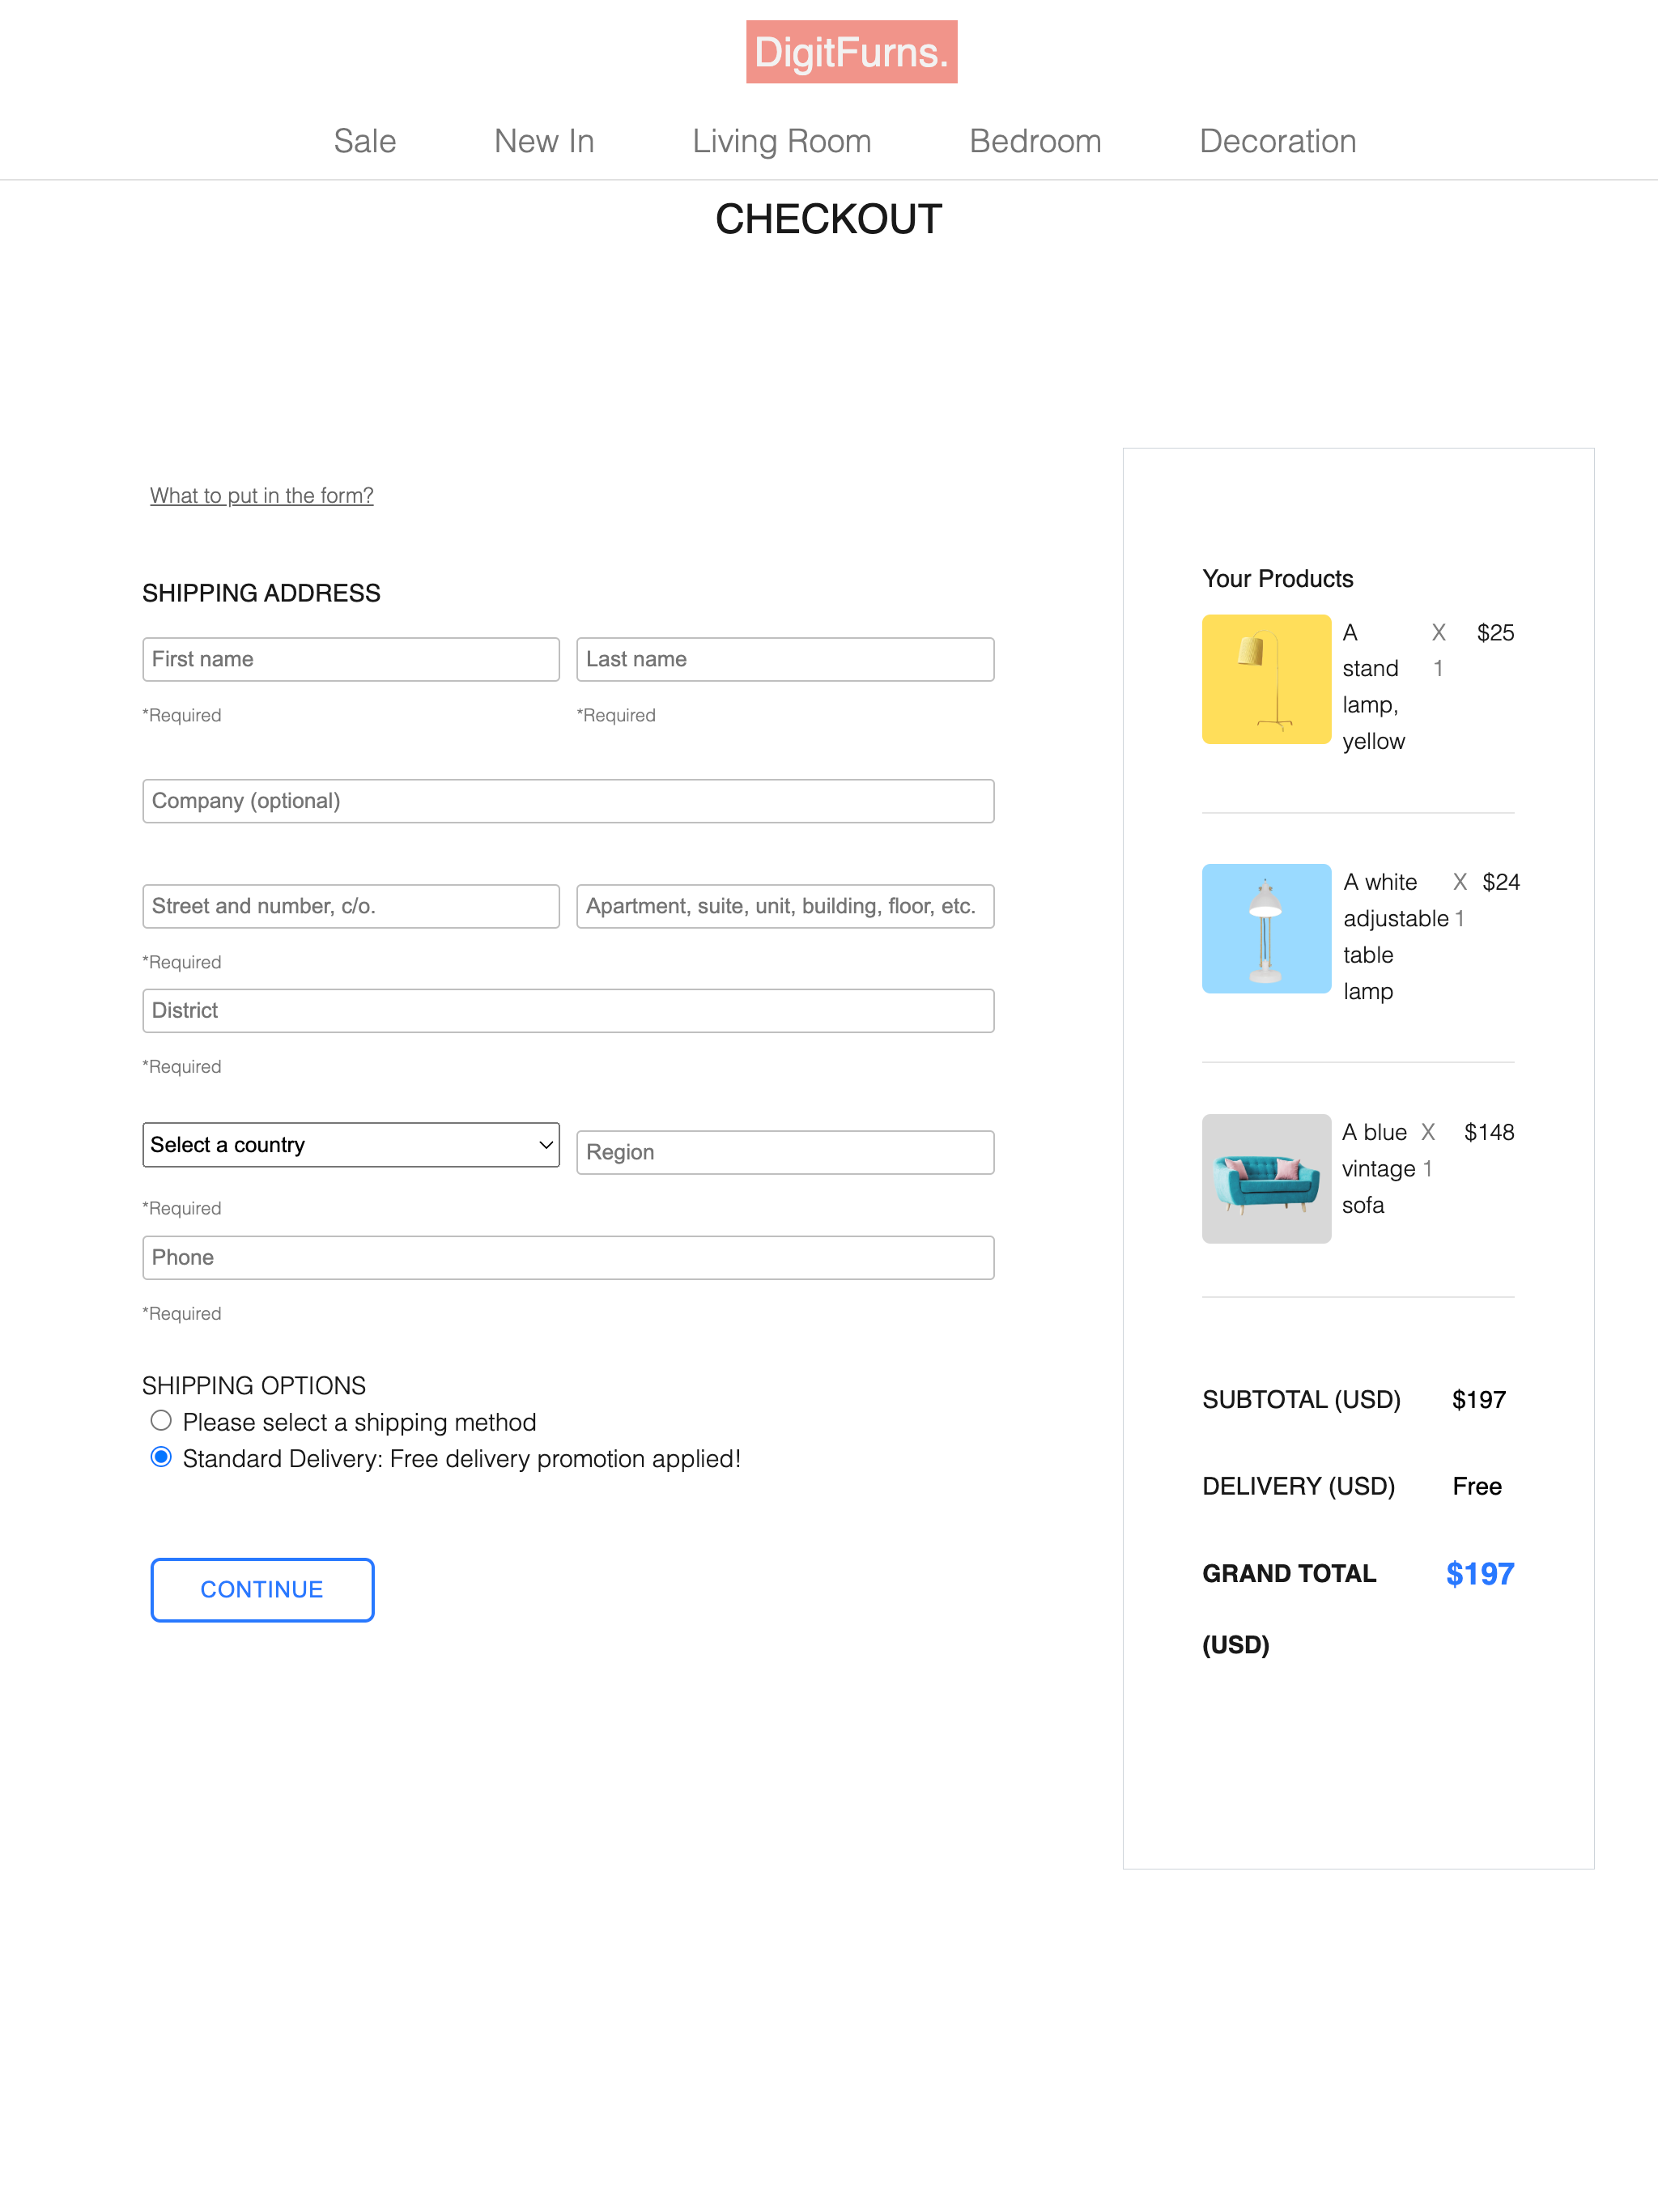 DigitFurns.
Sale New In Living Room Bedroom Decoration
CHECKOUT
What to put in the form?
SHIPPING ADDRESS
First name Last name
*Required *Required
Company (optional)
Street and number, c/o. Apartment, suite, unit, building, floor, etc.
*Required
District
*Required
Select a country Region
*Required
Phone
*Required
SHIPPING OPTIONS
Please select a shipping method
Standard Delivery: Free delivery promotion applied!
CONTINUE
Your Products
A X $25
stand 1
lamp,
yellow
A white X $24
adjustable 1
table
lamp
A blue X $148
vintage 1
sofa
SUBTOTAL (USD) $197
DELIVERY (USD) Free
GRAND TOTAL $197
(USD)